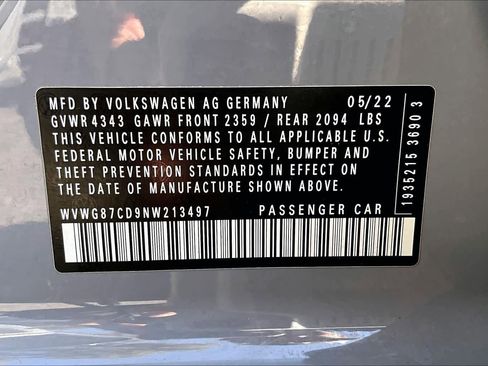 MFD BY VOLKSWAGEN AG GERMANY 05/22
GVWR 4343 GAWR FRONT 2359 / REAR 2094 LBS
THIS VEHICLE CONFORMS TO ALL APPLICABLE U.S.
FEDERAL MOTOR VEHICLE SAFETY, BUMPER AND
THEFT PREVENTION STANDARDS IN EFFECT ON
THE DATE OF MANUFACTURE SHOWN ABOVE.
WVWG87CD9NW213497 PASSENGER CAR
1935215 3690 3